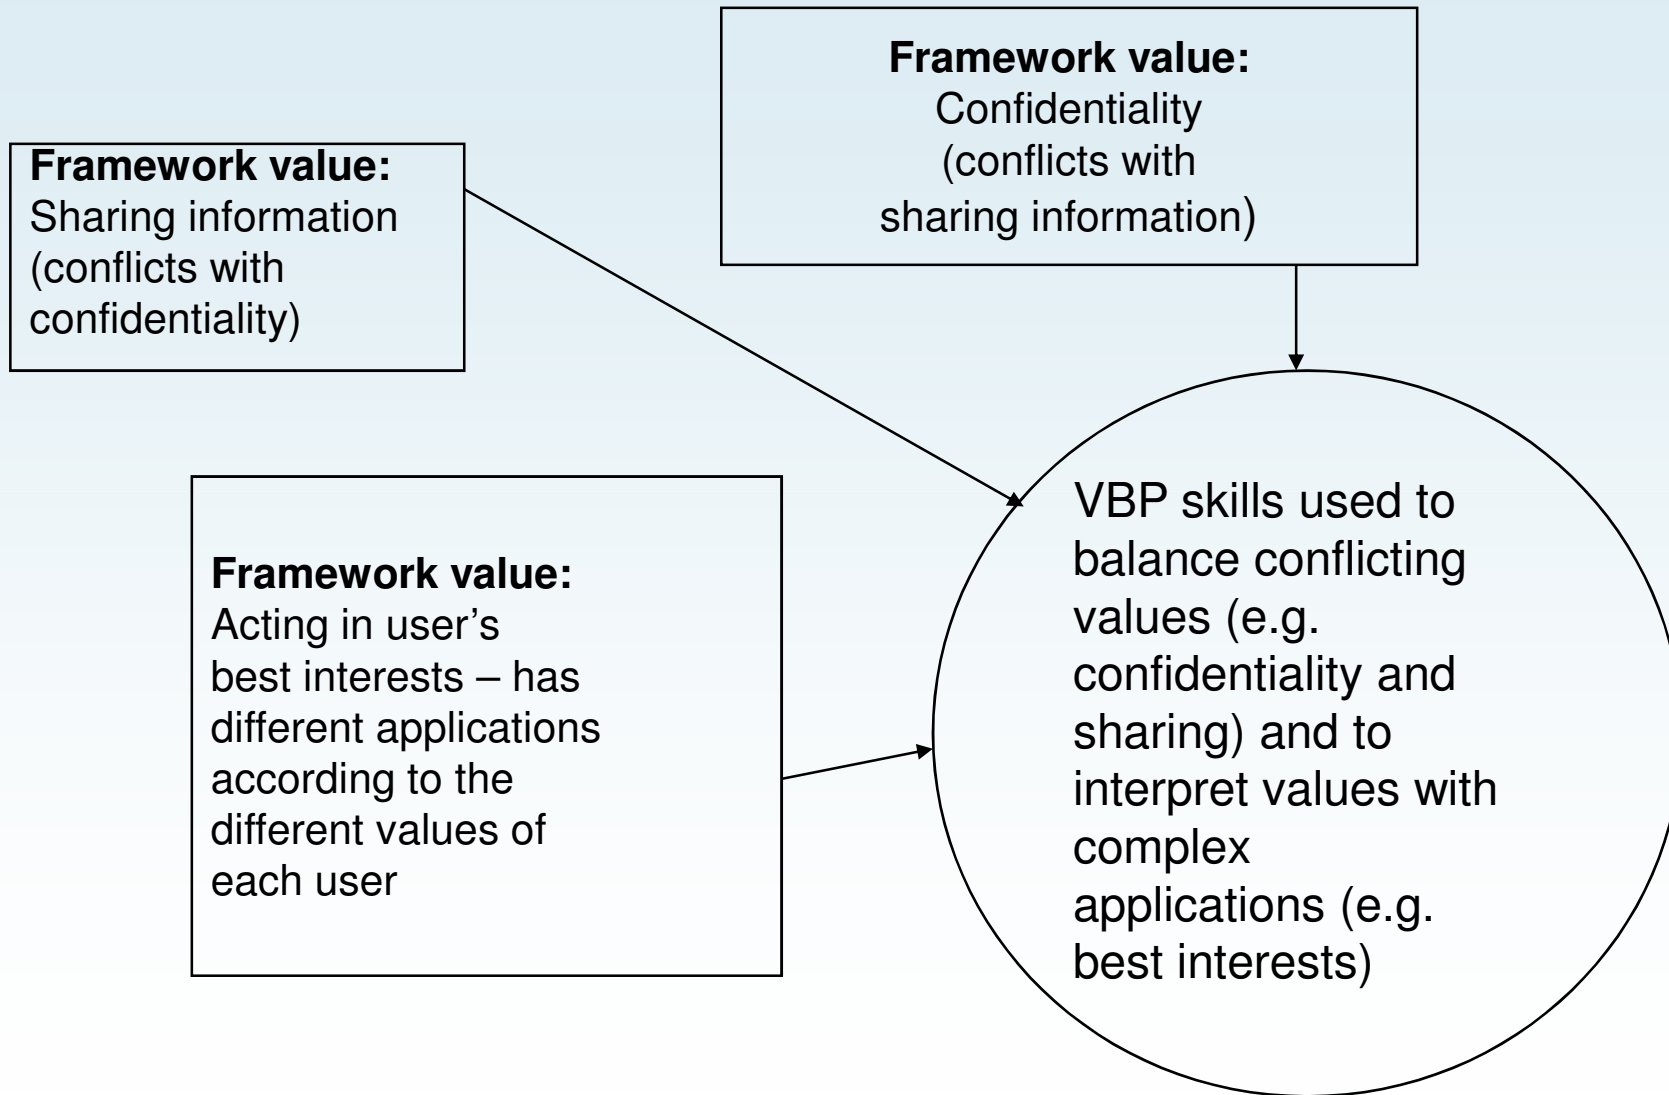 Framework value:
Sharing information
(conflicts with
confidentiality)
Framework value:
Confidentiality
(conflicts with
sharing information)
Framework value:
Acting in user’s
best interests – has
different applications
according to the
different values of
each user
VBP skills used to
balance conflicting
values (e.g.
confidentiality and
sharing) and to
interpret values with
complex
applications (e.g.
best interests)